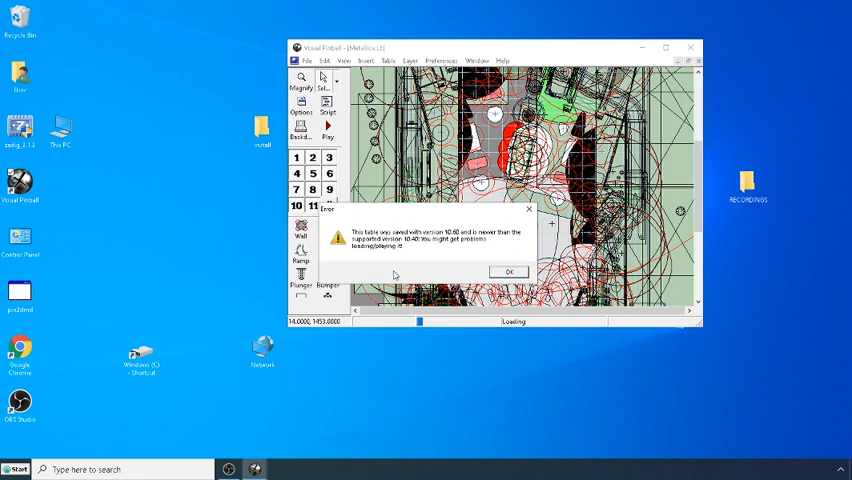 Recycle Bin
User
zadig_2.1.2
This PC
install
Visual Pinball
Control Panel
pin2dmd
Google
Chrome
Windows (C)
- Shortcut
Network
OBS Studio
RECORDINGS
Visual Pinball - [Metallica LE]
File Edit View Insert Table Layer Preferences Window Help
Magnify Sel...
Options Script
Backd... Play
1 2 3
4 5 6
7 8 9
10 11
Wall
Ramp
Plunger Bumper
Error
This table was saved with version 10.60 and is newer than the
supported version 10.40! You might get problems
loading/playing it!
OK
14.0000, 1453.0000
Loading
Start
Type here to search